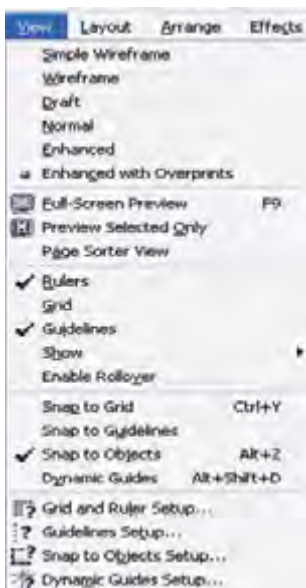 View Layout Arrange Effects
Simple Wireframe
Wireframe
Draft
Normal
Enhanced
Enhanced with Overprints
Full-Screen Preview F9
Preview Selected Only
Page Sorter View
Rulers
Grid
Guidelines
Show
Enable Rollover
Snap to Grid Ctrl+Y
Snap to Guidelines
Snap to Objects Alt+Z
Dynamic Guides Alt+Shift+D
Grid and Ruler Setup...
Guidelines Setup...
Snap to Objects Setup...
Dynamic Guides Setup...